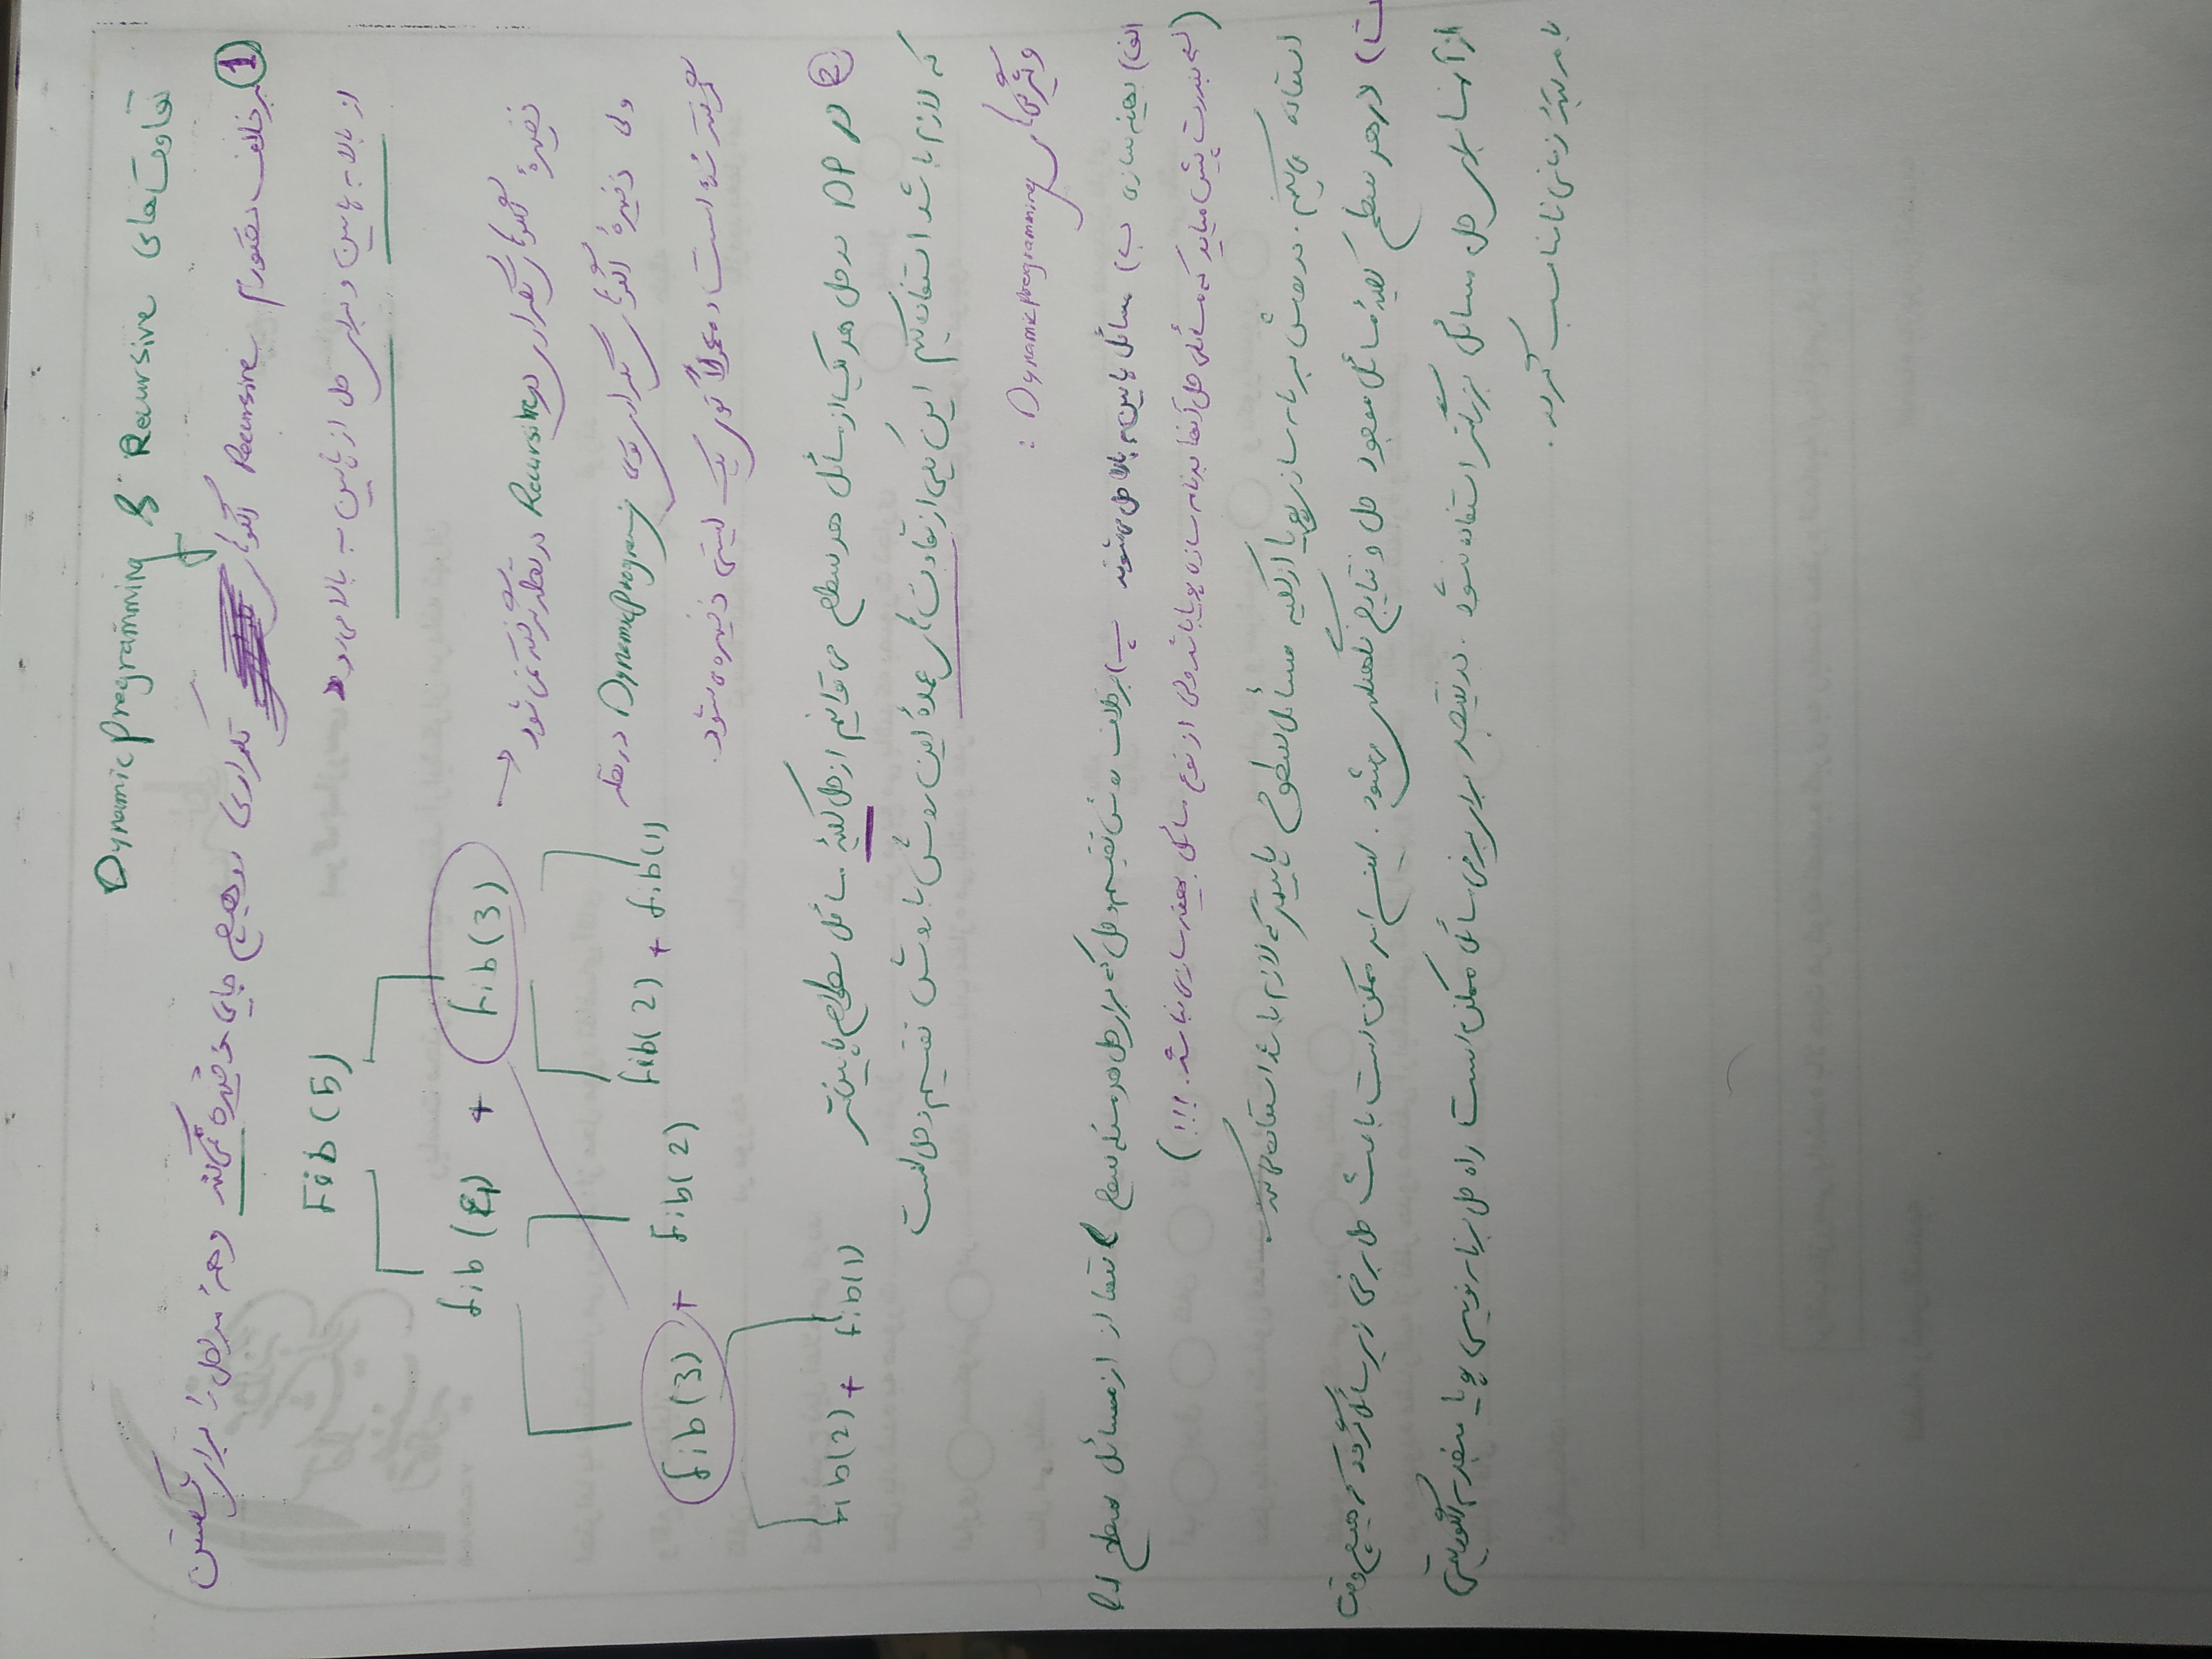 تفاوت‌های Recursive & Dynamic programming
① برخلاف تصورم Recursive الگوهای تکراری رو هیچ جایی ذخیره نمی‌کند و همهٔ مراحل را برای شکستن
از بالا به پایین و برای حل از پایین به بالا می‌رود
Fib (5)
fib (4) + fib (3)
ذخیرهٔ الگوهای تکراری در Recursive در نظر گرفته نمی شود
fib(3) + fib(2)
fib(2) + fib(1)
ولی ذخیرهٔ الگوهای تکراری توی Dynamic programing در نظر
گرفته شده است و معمولاً توی یک لیستی ذخیره می‌شود.
fib(2) + fib(1)
② در DP در حل هر یک از مسائل هر سطح می توانیم از حل کلیهٔ مسائل سطوح پایین‌تر
که لازم باشد استفاده کنیم این یکی از تفاوت‌های عمدهٔ این روش با روش تقسیم و حل است
ویژگی‌های Dynamic programming :
الف) بهینه سازی ب) مسائل پایین به بالا حل می‌شوند پ) برخلاف روش تقسیم و حل که برای حل هر مسئله سطح l تنها از از مسائل سطح l-1
(بندرت پیش میاید که مسأله‌ی حل آنها برنامه سازی پویا باشد ولی از نوع مسائل بهینه سازی نباشد. !!!)
استفاده می‌کنیم. در روش برنامه سازی پویا از کلیه مسائل سطوح پایینتر که لازم باشد استفاده می‌کند.
ت) در هر سطح کلیهٔ مسائل موجود حل و نتایج نگهداری می‌شود. این امر ممکن است باعث حل برخی زیر مسائل گردد که هیچ وقت
از آنها برای حل مسائل بزرگتر استفاده نشود. در نتیجه برای برخی مسائل ممکن است راه حل برنامه نویسی پویا منجر به الگوریتمی
با مرتبهٔ زمانی نامناسب گردد.